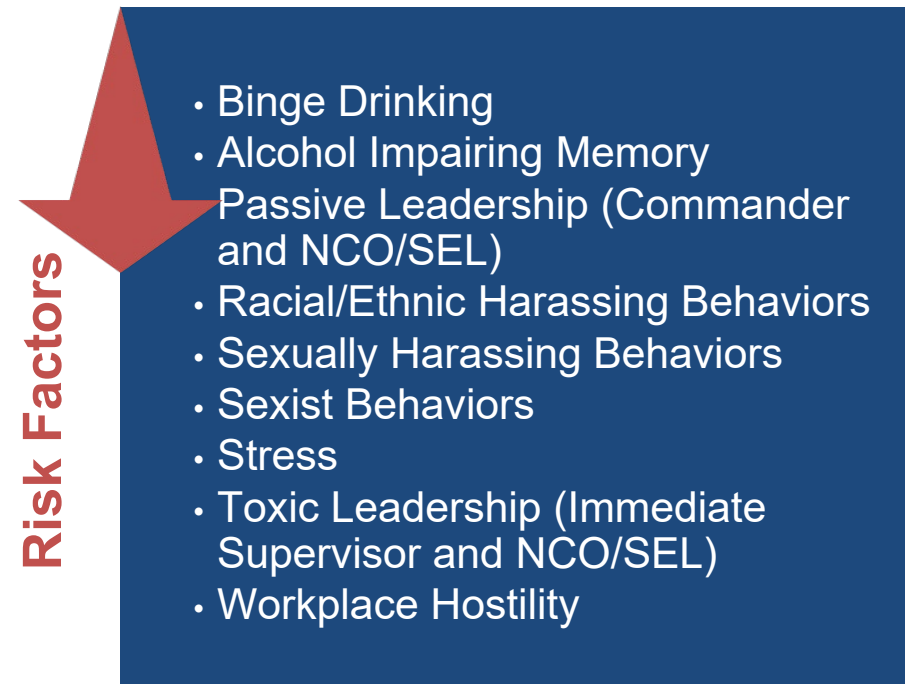 Risk Factors
• Binge Drinking
• Alcohol Impairing Memory
Passive Leadership (Commander
and NCO/SEL)
• Racial/Ethnic Harassing Behaviors
• Sexually Harassing Behaviors
• Sexist Behaviors
• Stress
• Toxic Leadership (Immediate
Supervisor and NCO/SEL)
• Workplace Hostility